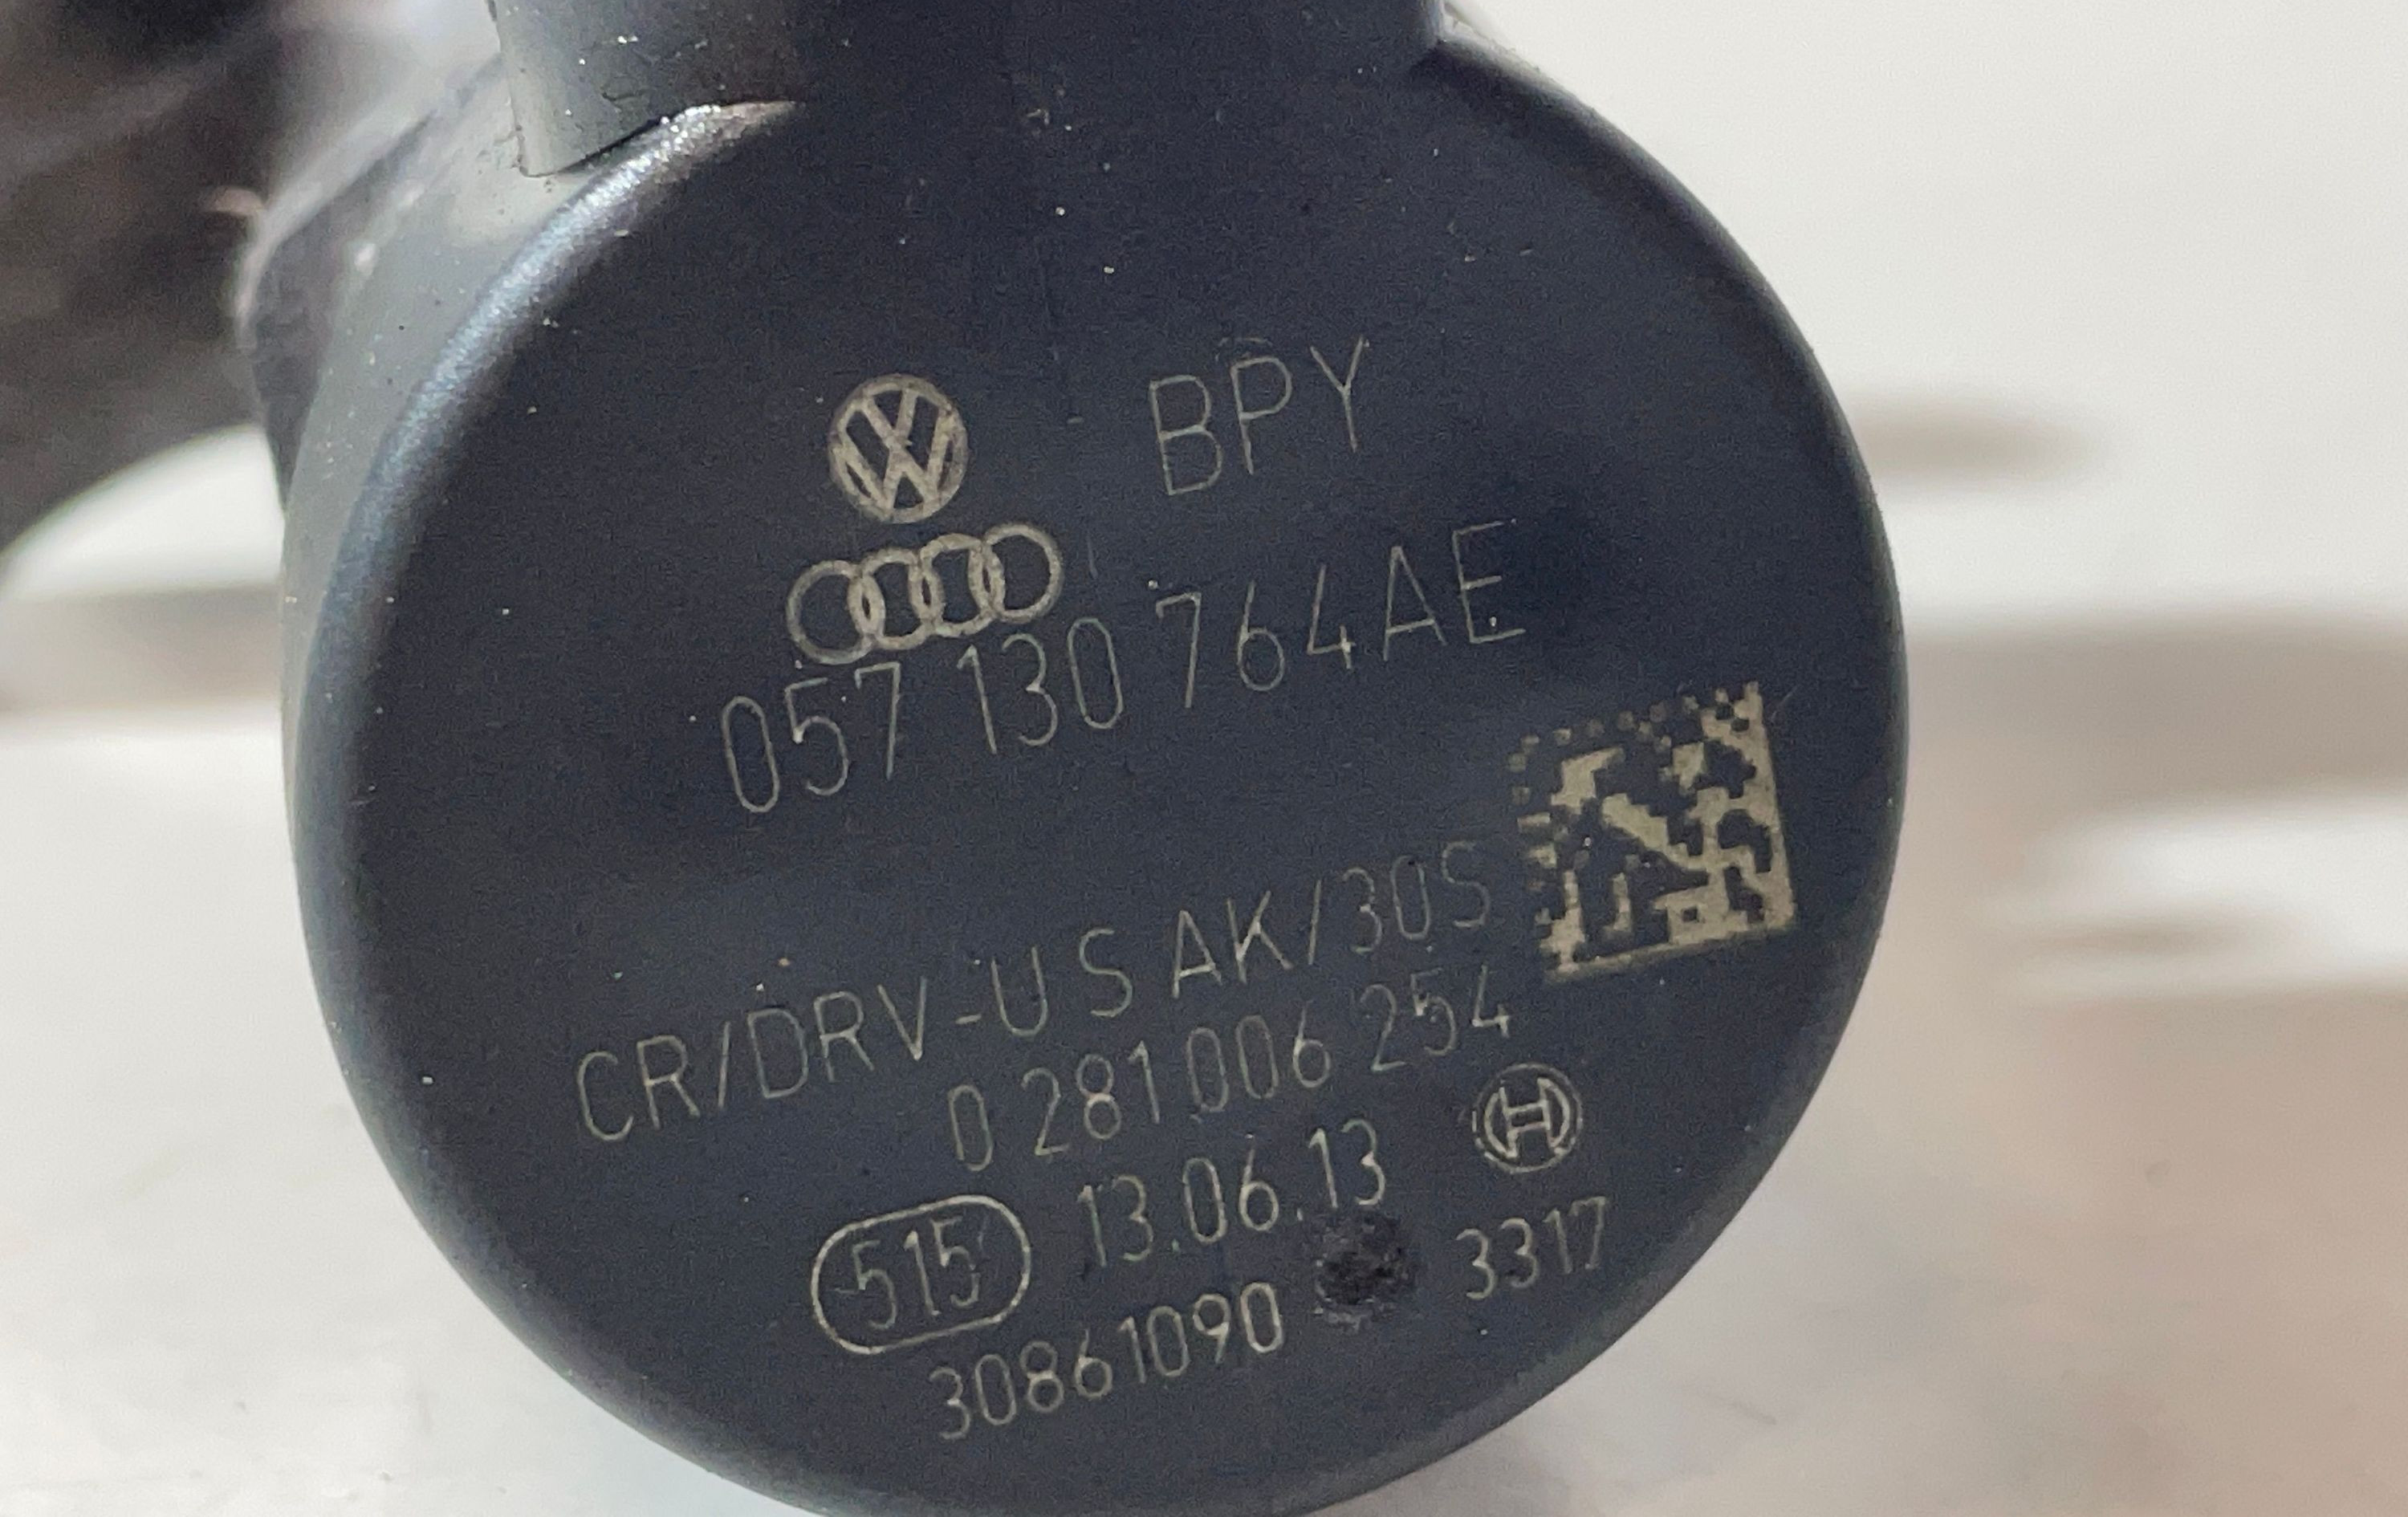 BPY
057 130 764AE
CR/DRV-U S AK/30S
0 281 006 254
515 13.06.13
30861090 3317